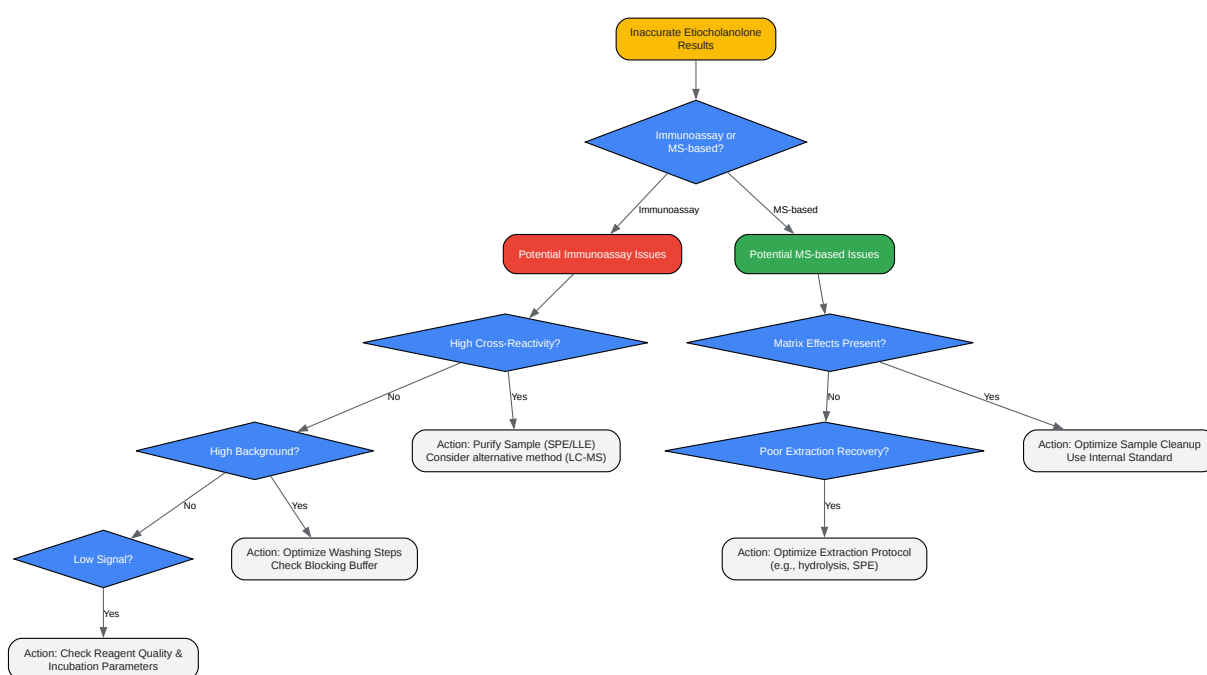 Inaccurate Etiocholanolone
Results
Immunoassay or
MS-based?
Immunoassay
MS-based
Potential Immunoassay Issues
Potential MS-based Issues
High Cross-Reactivity?
Matrix Effects Present?
No
Yes
No
Yes
High Background?
Action: Purify Sample (SPE/LLE)
Consider alternative method (LC-MS)
Poor Extraction Recovery?
Action: Optimize Sample Cleanup
Use Internal Standard
No
Yes
Yes
Low Signal?
Action: Optimize Washing Steps
Check Blocking Buffer
Action: Optimize Extraction Protocol
(e.g., hydrolysis, SPE)
Yes
Action: Check Reagent Quality &
Incubation Parameters